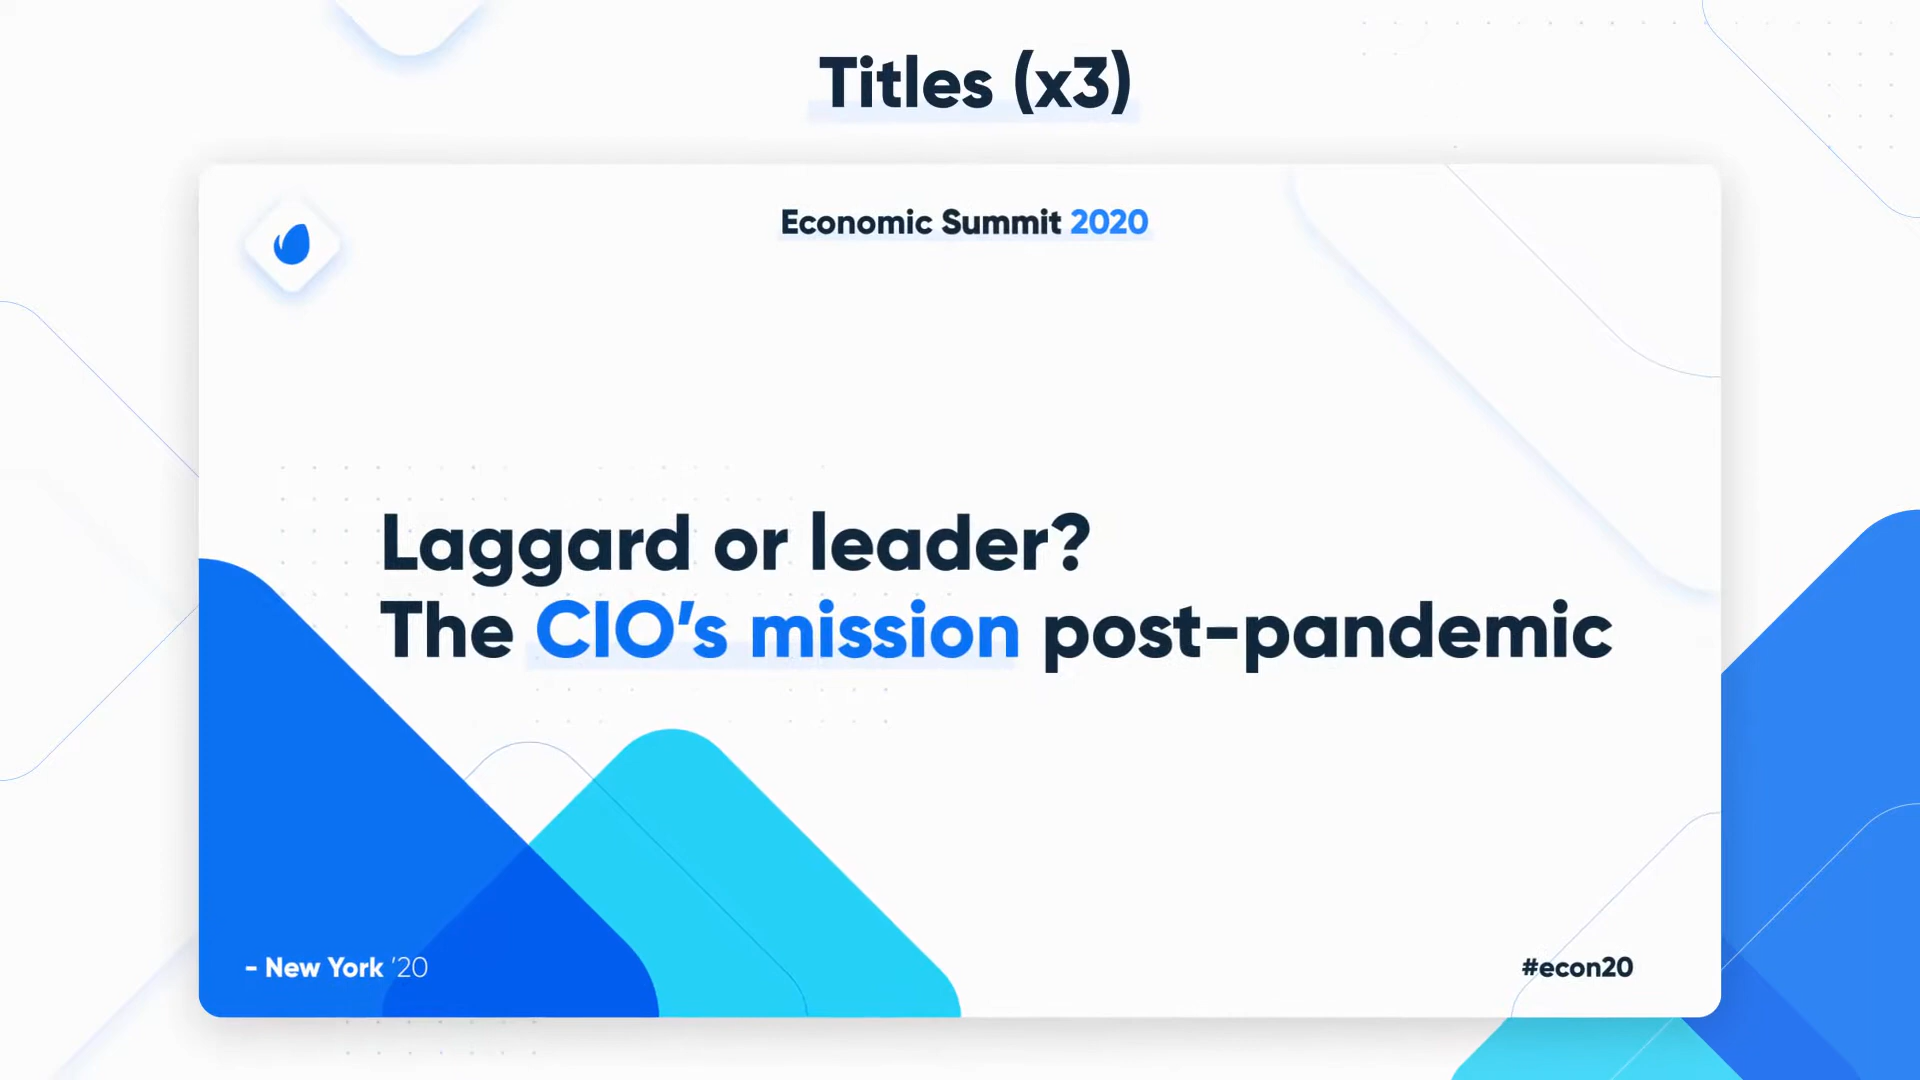 Titles (x3)
Economic Summit 2020
Laggard or leader?
The CIO’s mission post-pandemic
- New York ’20
#econ20